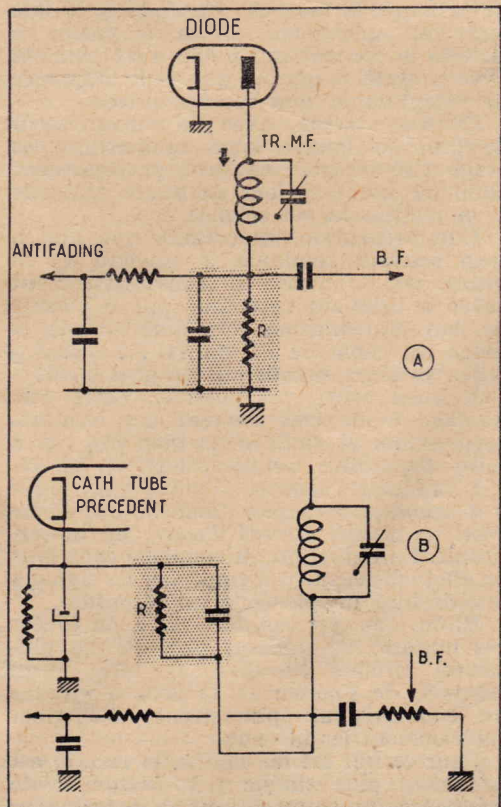 DIODE
TR. M.F.
ANTIFADING
B.F.
R
A
CATH TUBE
PRECEDENT
B
R
B.F.